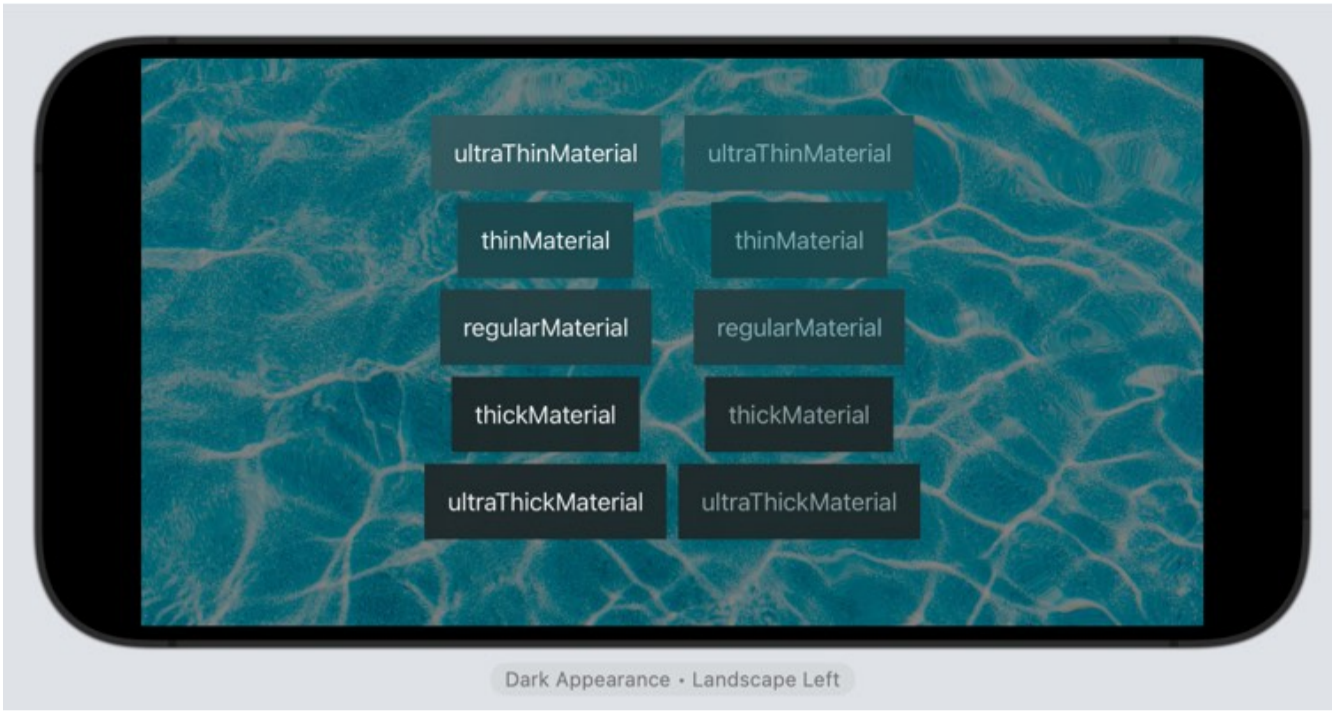 ultraThinMaterial ultraThinMaterial
thinMaterial thinMaterial
regularMaterial regularMaterial
thickMaterial thickMaterial
ultraThickMaterial ultraThickMaterial
Dark Appearance • Landscape Left